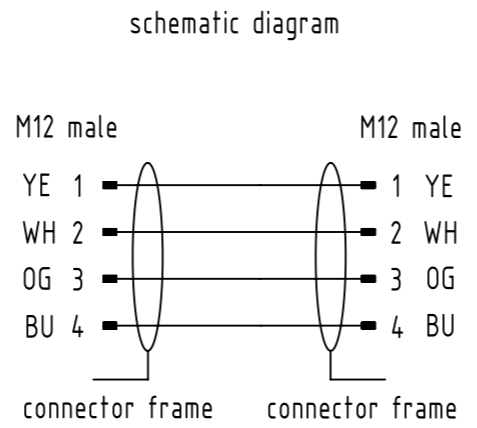 schematic diagram
M12 male M12 male
YE 1 1 YE
WH 2 2 WH
OG 3 3 OG
BU 4 4 BU
connector frame connector frame